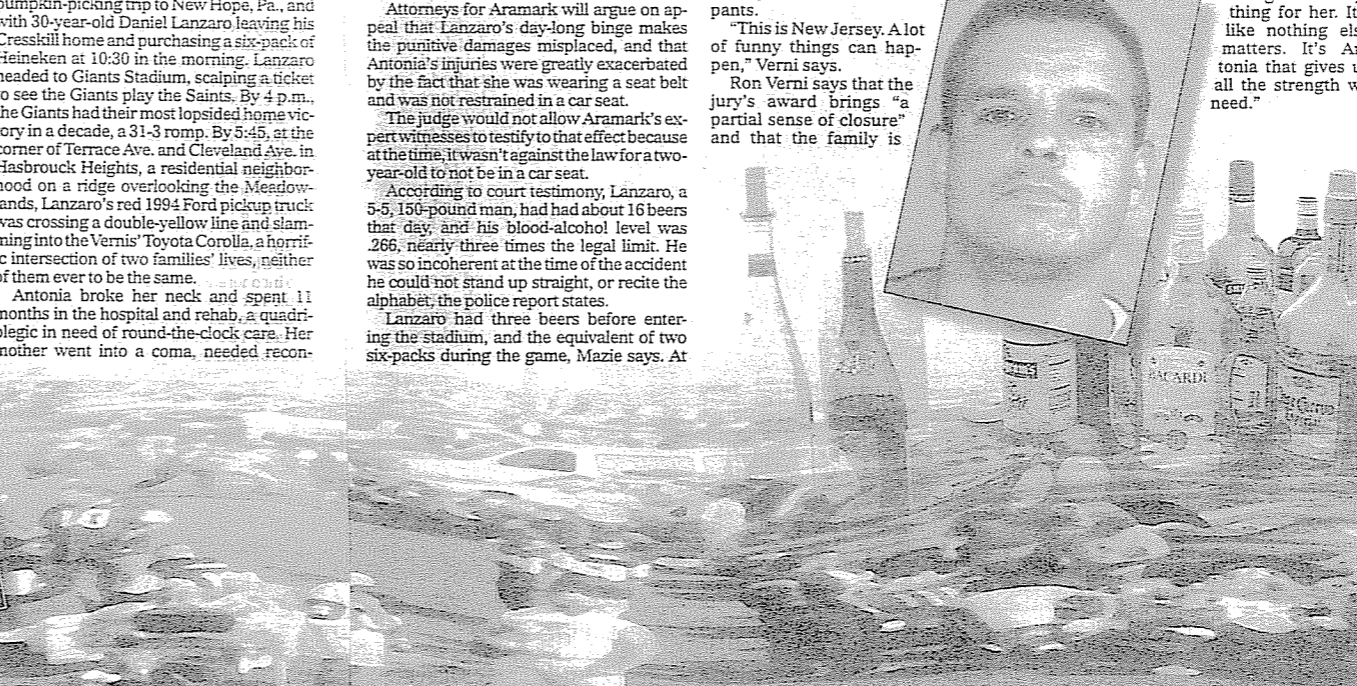 pumpkin-picking trip to New Hope, Pa., and
with 30-year-old Daniel Lanzaro leaving his
Cresskill home and purchasing a six-pack of
Heineken at 10:30 in the morning. Lanzaro
headed to Giants Stadium, scalping a ticket
to see the Giants play the Saints. By 4 p.m.,
the Giants had their most lopsided home vic-
ory in a decade, a 31-3 romp. By 5:45, at the
corner of Terrace Ave. and Cleveland Ave. in
Hasbrouck Heights, a residential neighbor-
hood on a ridge overlooking the Meadow-
ands, Lanzaro's red 1994 Ford pickup truck
was crossing a double-yellow line and slam-
ming into the Vernis' Toyota Corolla, a horrif-
c intersection of two families' lives, neither
of them ever to be the same.
Antonia broke her neck and spent 11
months in the hospital and rehab, a quadri-
plegic in need of round-the-clock care. Her
mother went into a coma, needed recon-
Attorneys for Aramark will argue on ap-
peal that Lanzaro's day-long binge makes
the punitive damages misplaced, and that
Antonia's injuries were greatly exacerbated
by the fact that she was wearing a seat belt
and was not restrained in a car seat.
The judge would not allow Aramark's ex-
pert witnesses to testify to that effect because
at the time, it wasn't against the law for a two-
year-old to not be in a car seat.
According to court testimony, Lanzaro, a
5-5, 150-pound man, had had about 16 beers
that day, and his blood-alcohol level was
.266, nearly three times the legal limit. He
was so incoherent at the time of the accident
he could not stand up straight, or recite the
alphabet, the police report states.
Lanzaro had three beers before enter-
ing the stadium, and the equivalent of two
six-packs during the game, Mazie says. At
pants.
"This is New Jersey. A lot
of funny things can hap-
pen," Verni says.
Ron Verni says that the
jury's award brings "a
partial sense of closure"
and that the family is
thing for her. It
like nothing els
matters. It's An
tonia that gives u
all the strength w
need."
BACARDI